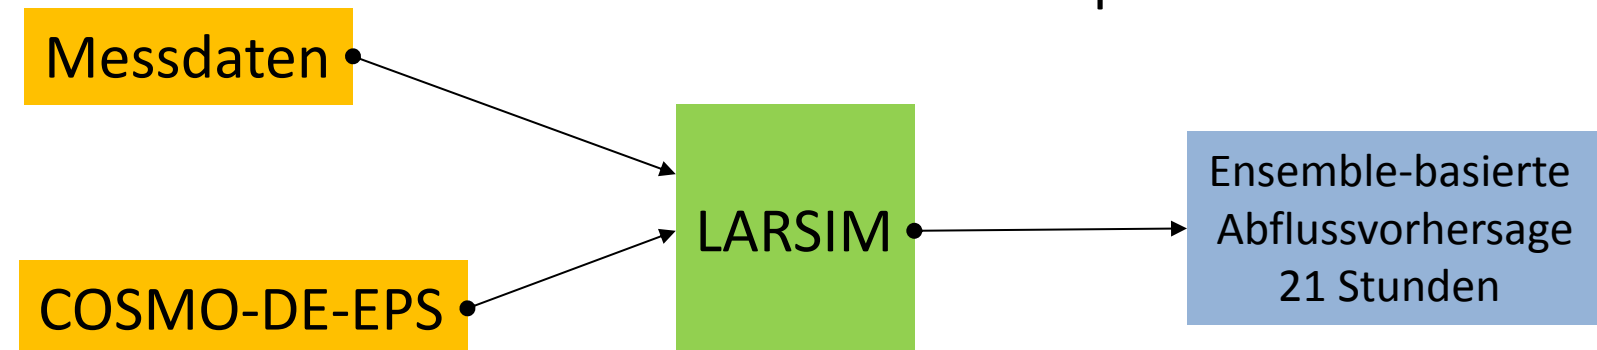 Messdaten
COSMO-DE-EPS
LARSIM
Ensemble-basierte
Abflussvorhersage
21 Stunden